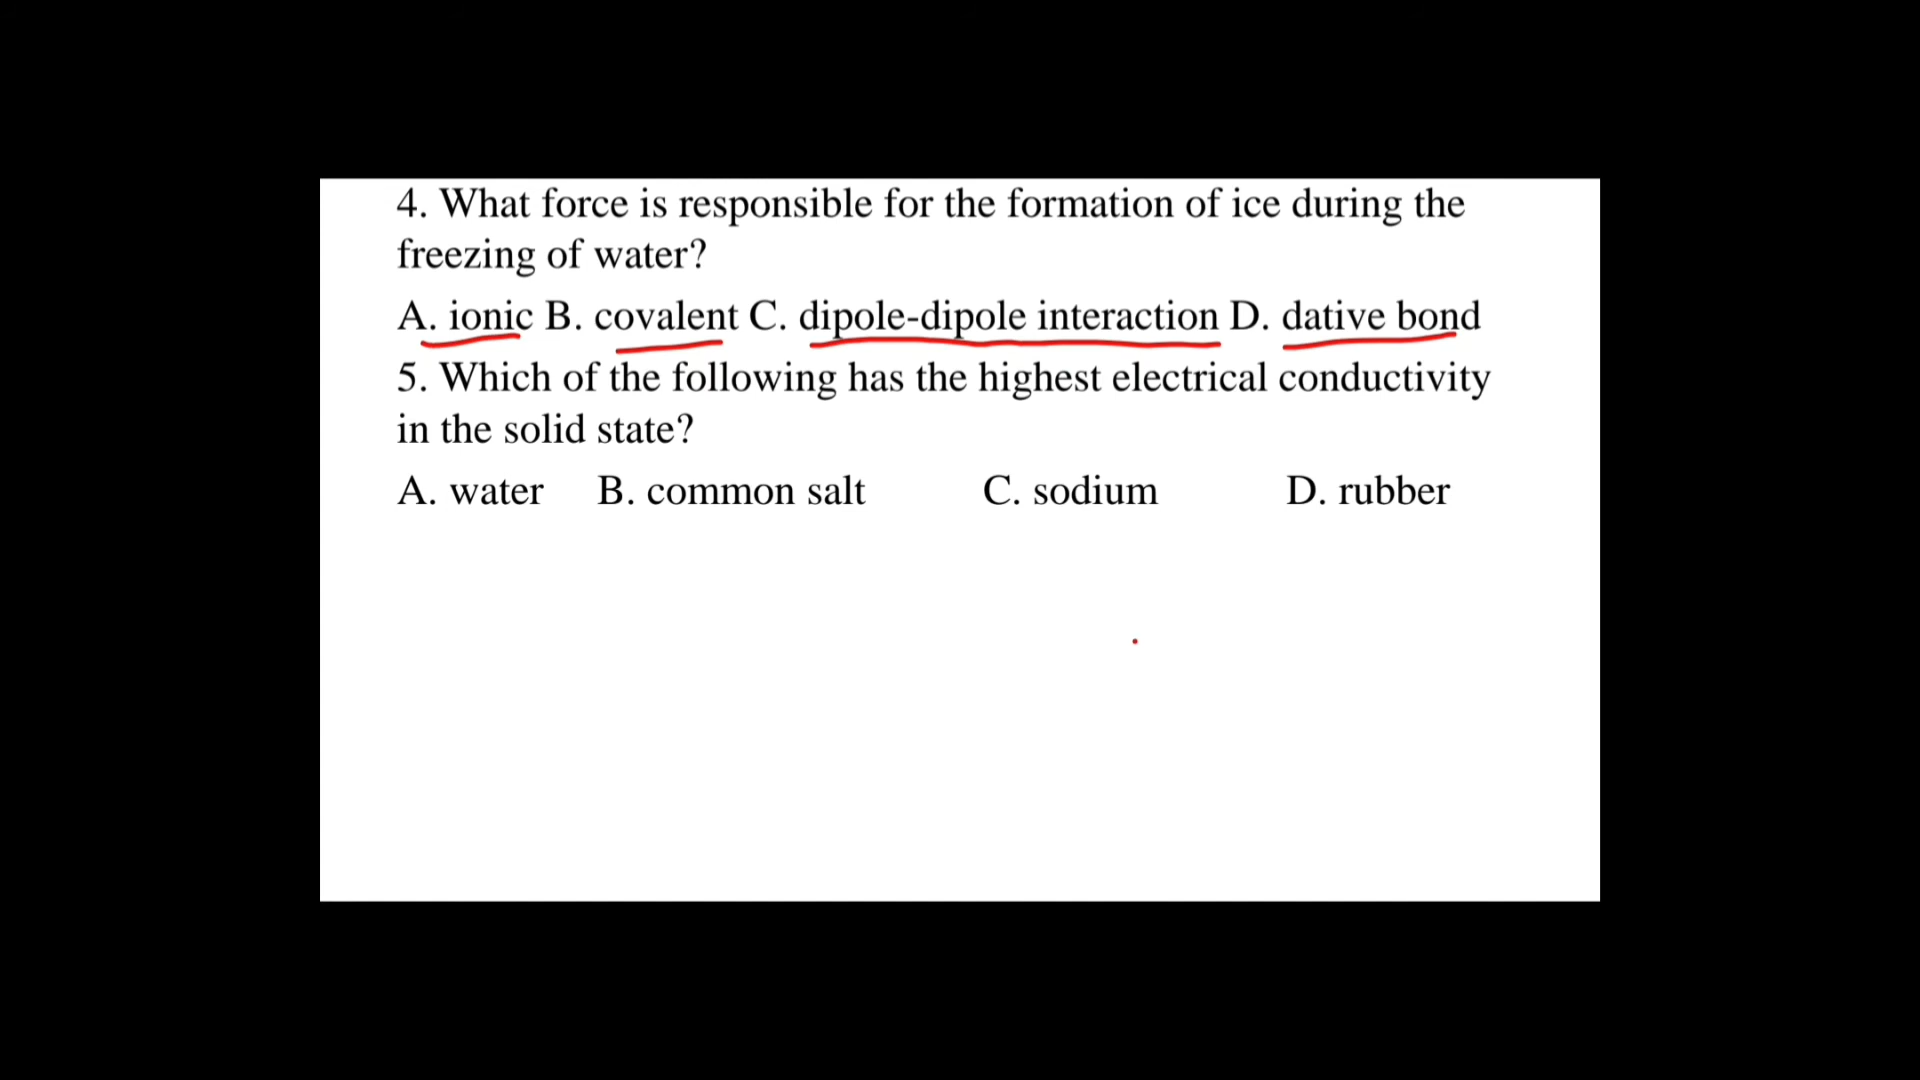 4. What force is responsible for the formation of ice during the
freezing of water?
A. ionic B. covalent C. dipole-dipole interaction D. dative bond
5. Which of the following has the highest electrical conductivity
in the solid state?
A. water B. common salt C. sodium D. rubber